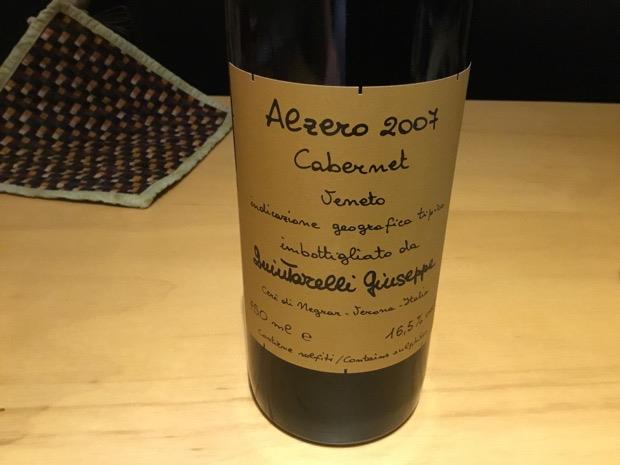 Alzero 2007
Cabernet
Veneto
indicazione geografica tipica
imbottigliato da
Quintarelli Giuseppe
Cerè di Negrar - Verona - Italia
750 ml e 16,5% vol
Contiene solfiti / Contains sulphites